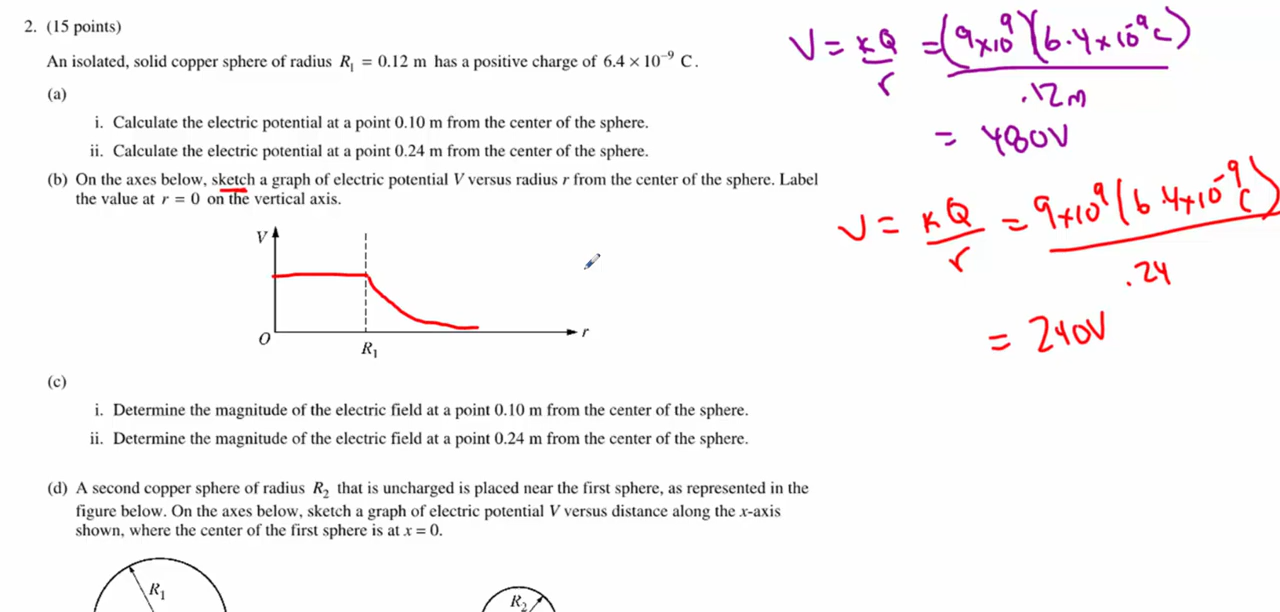 2. (15 points)
An isolated, solid copper sphere of radius R₁ = 0.12 m has a positive charge of 6.4 × 10⁻⁹ C.
(a)
i. Calculate the electric potential at a point 0.10 m from the center of the sphere.
ii. Calculate the electric potential at a point 0.24 m from the center of the sphere.
(b) On the axes below, sketch a graph of electric potential V versus radius r from the center of the sphere. Label
the value at r = 0 on the vertical axis.
V
O
R₁
r
(c)
i. Determine the magnitude of the electric field at a point 0.10 m from the center of the sphere.
ii. Determine the magnitude of the electric field at a point 0.24 m from the center of the sphere.
(d) A second copper sphere of radius R₂ that is uncharged is placed near the first sphere, as represented in the
figure below. On the axes below, sketch a graph of electric potential V versus distance along the x-axis
shown, where the center of the first sphere is at x = 0.
R₁
R₂
V = KQ = (9×10⁹)(6.4×10⁻⁹C)
r
.12m
= 480V
V = KQ = 9×10⁹(6.4×10⁻⁹C)
r
.24
= 240V